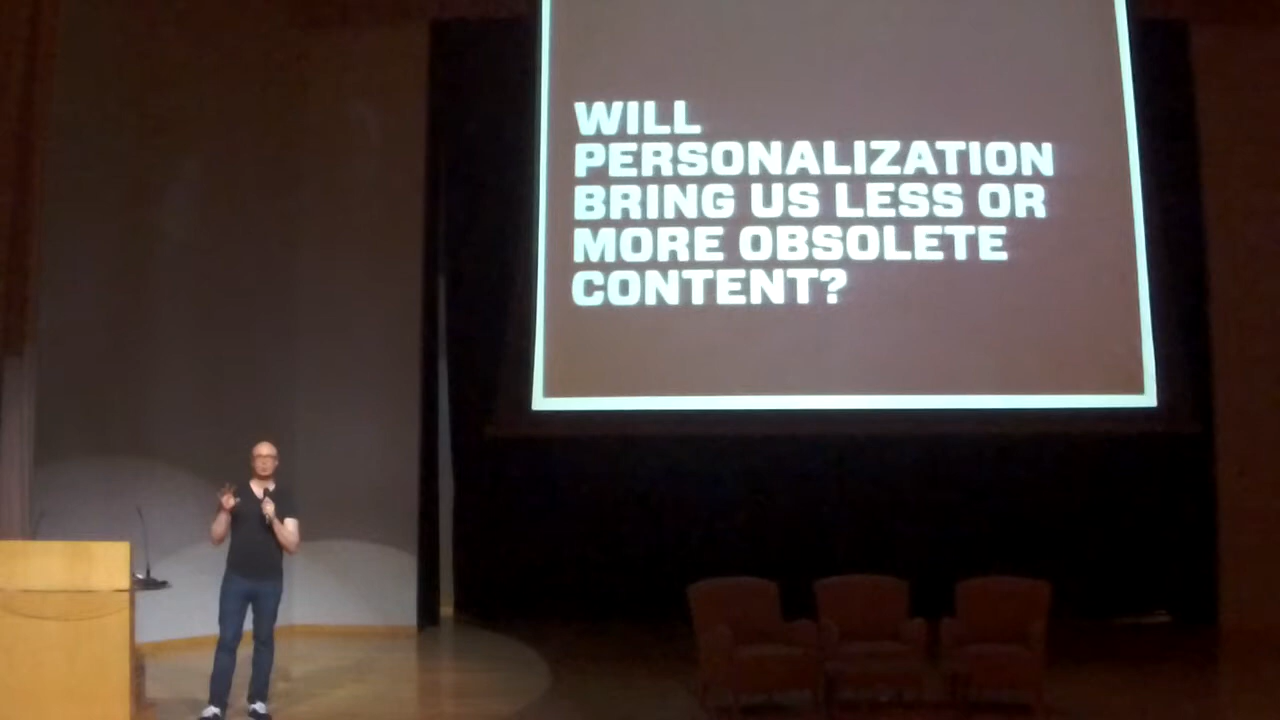 WILL
PERSONALIZATION
BRING US LESS OR
MORE OBSOLETE
CONTENT?